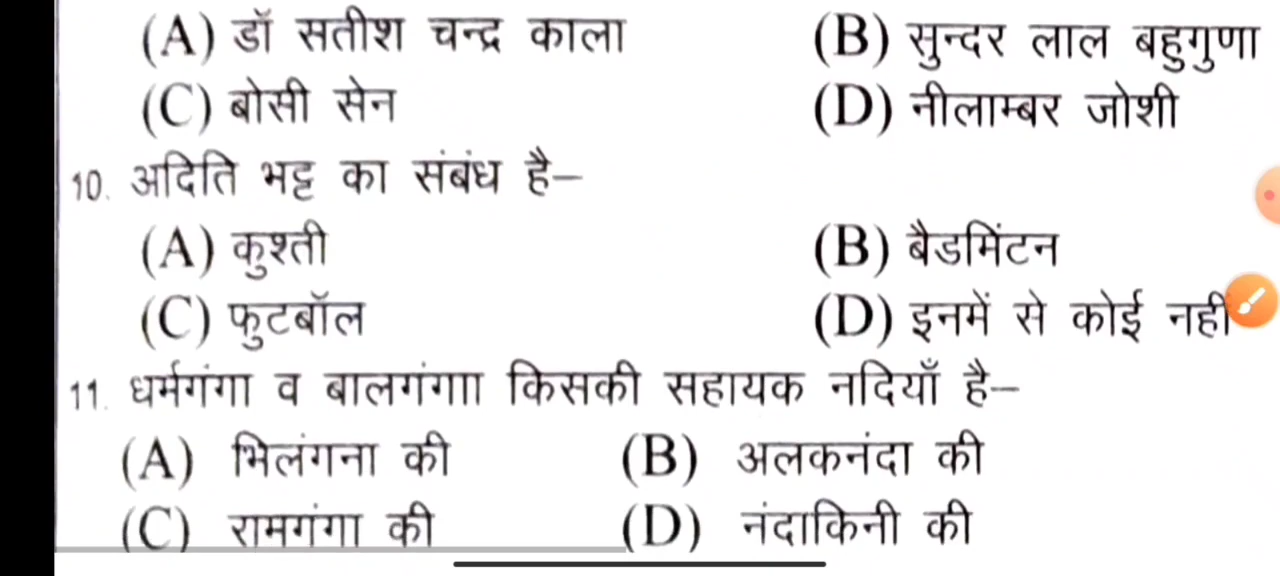 (A) डॉ सतीश चन्द्र काला (B) सुन्दर लाल बहुगुणा
(C) बोसी सेन (D) नीलाम्बर जोशी
10. अदिति भट्ट का संबंध है–
(A) कुश्ती (B) बैडमिंटन
(C) फुटबॉल (D) इनमें से कोई नही
11. धर्मगंगा व बालगंगाा किसकी सहायक नदियाँ है–
(A) भिलंगना की (B) अलकनंदा की
(C) रामगंगा की (D) नंदाकिनी की